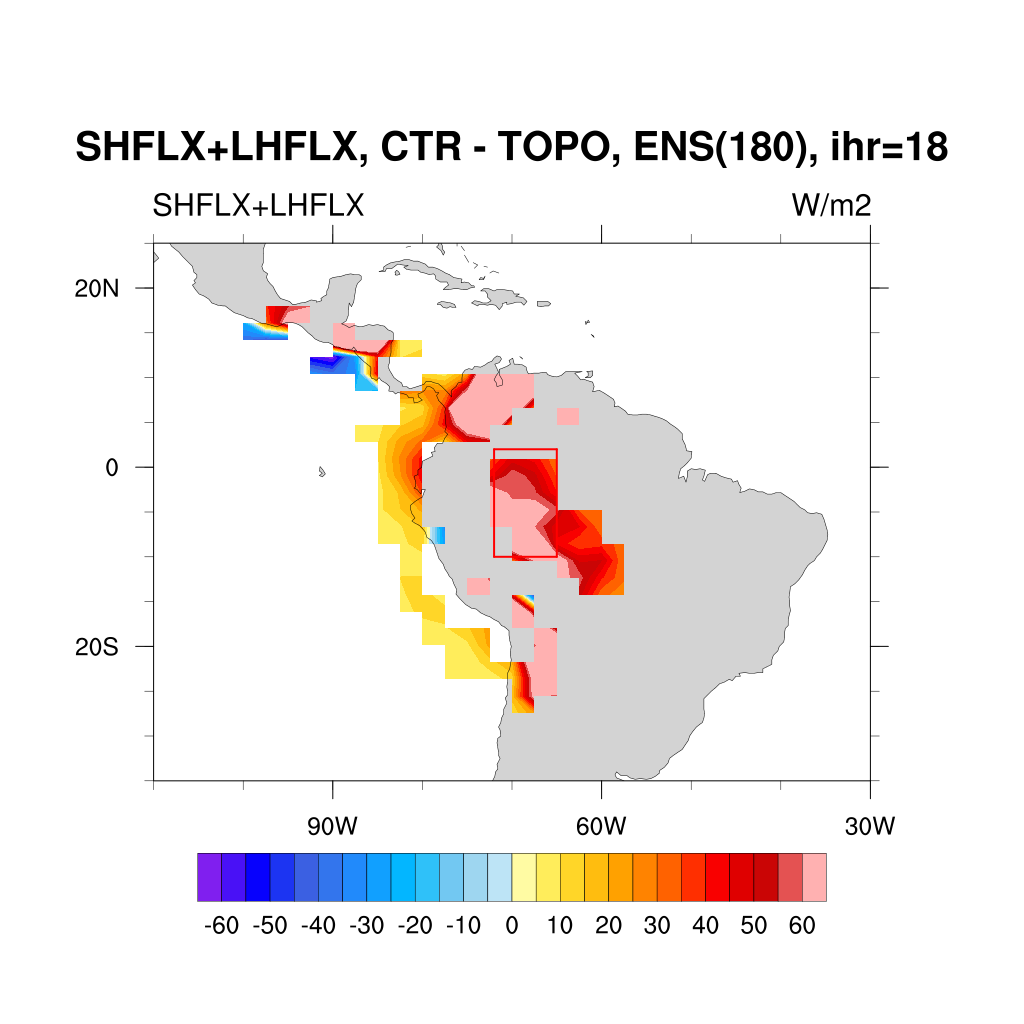 SHFLX+LHFLX, CTR - TOPO, ENS(180), ihr=18
SHFLX+LHFLX W/m2
20N
0
20S
90W 60W 30W
-60 -50 -40 -30 -20 -10 0 10 20 30 40 50 60